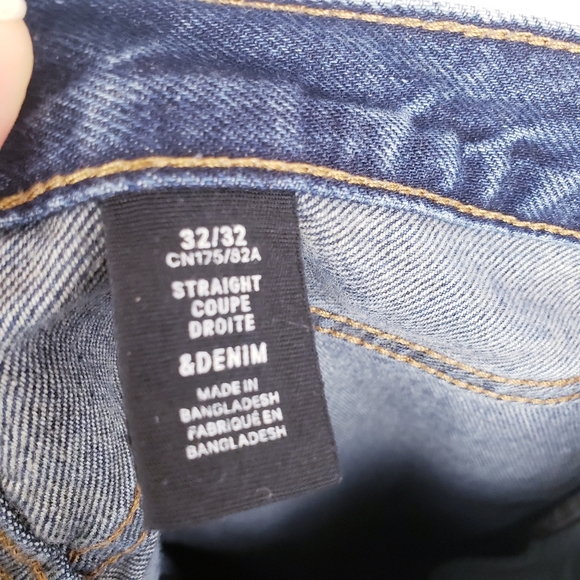 32/32
CN175/82A
STRAIGHT
COUPE
DROITE
&DENIM
MADE IN
BANGLADESH
FABRIQUÉ EN
BANGLADESH